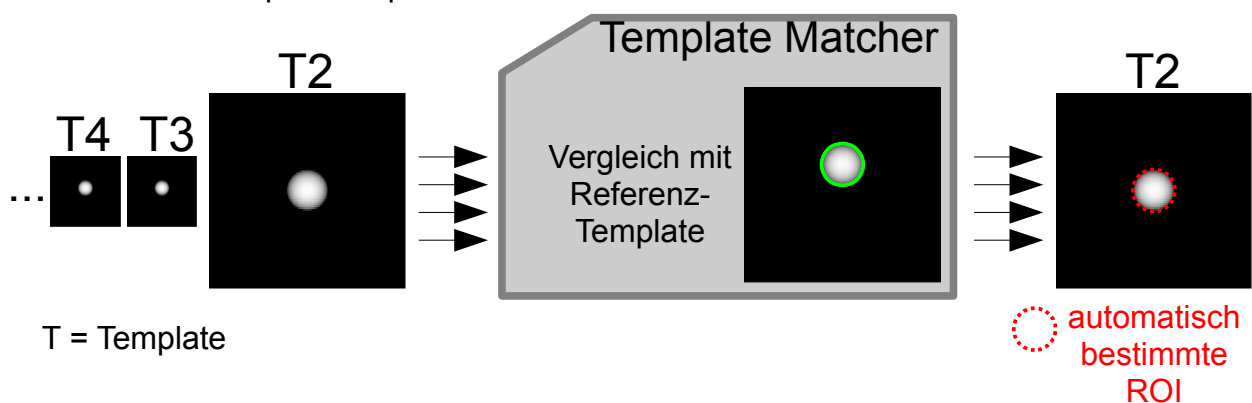 Template Matcher
T2
T2
T4 T3
...
Vergleich mit
Referenz-
Template
T = Template
automatisch
bestimmte
ROI